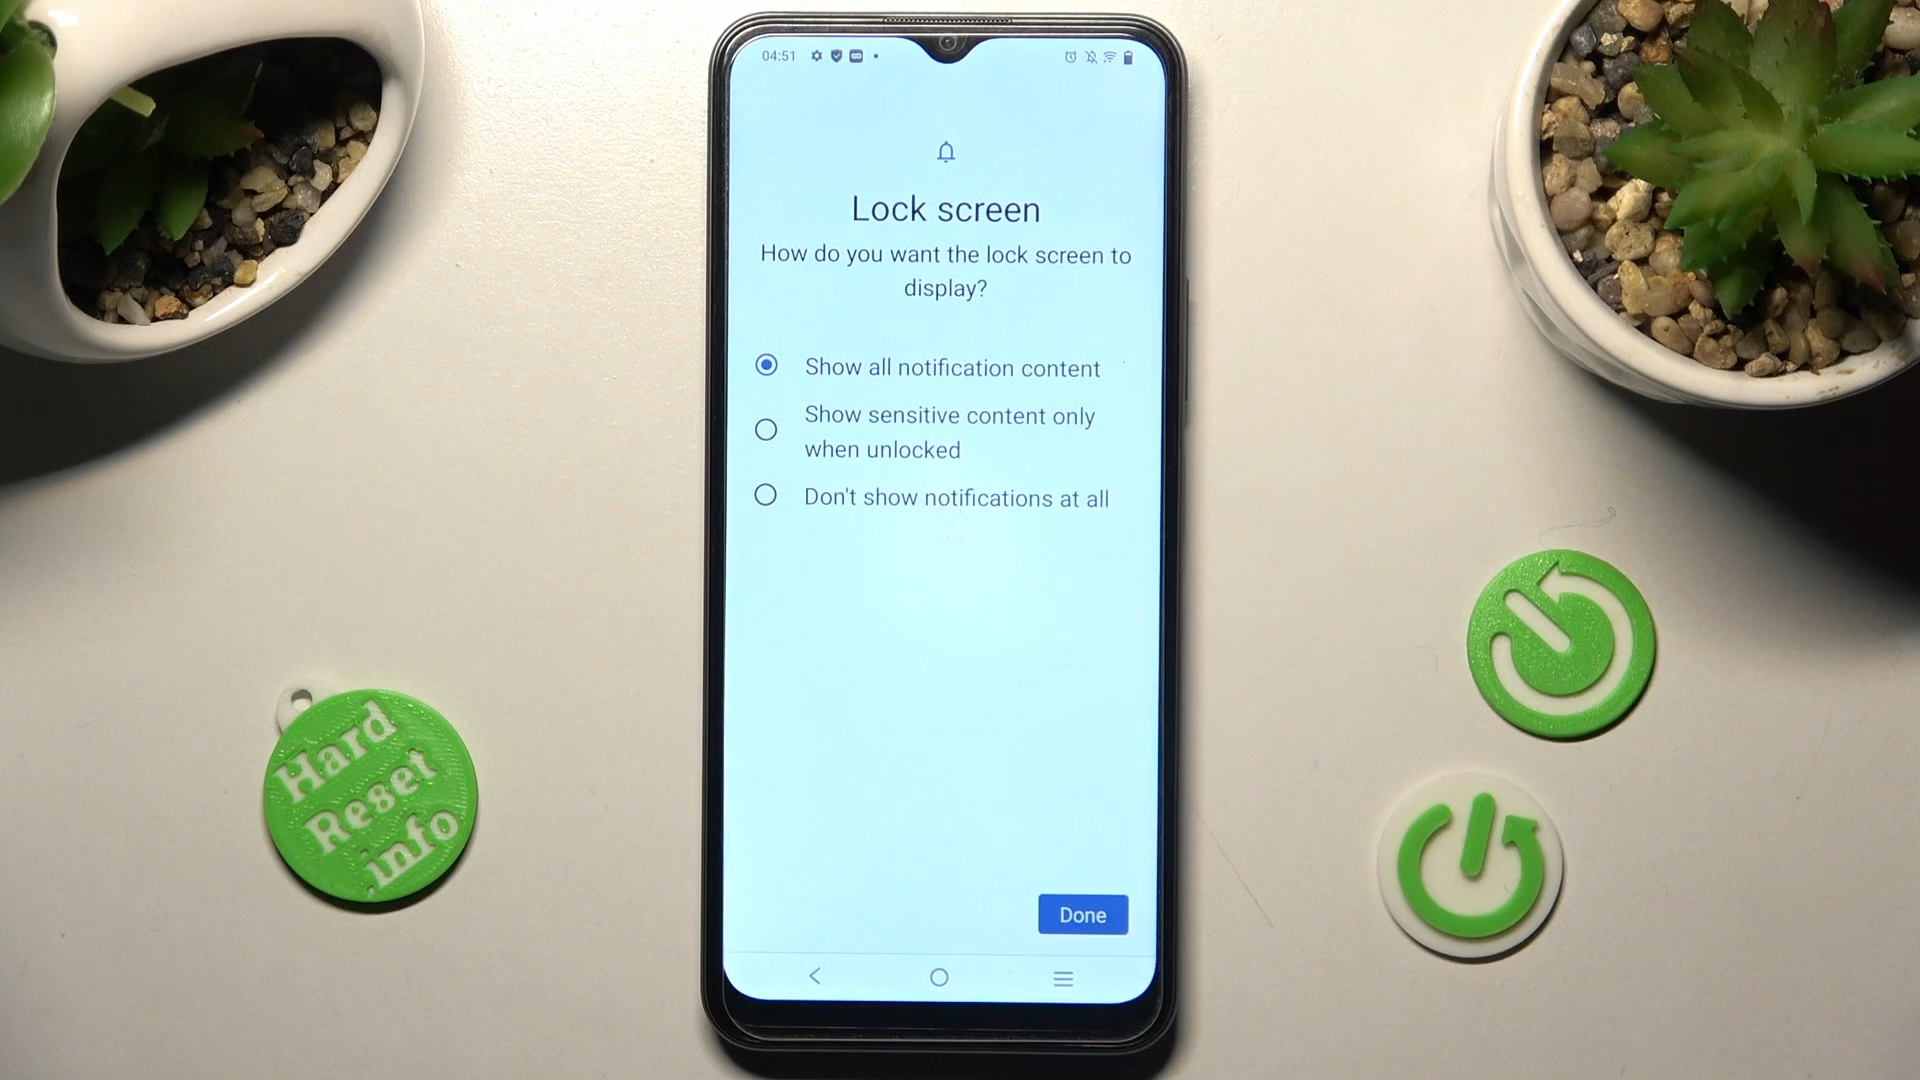 04:51
Lock screen
How do you want the lock screen to
display?
Show all notification content
Show sensitive content only
when unlocked
Don't show notifications at all
Done
Hard
Reset
.info